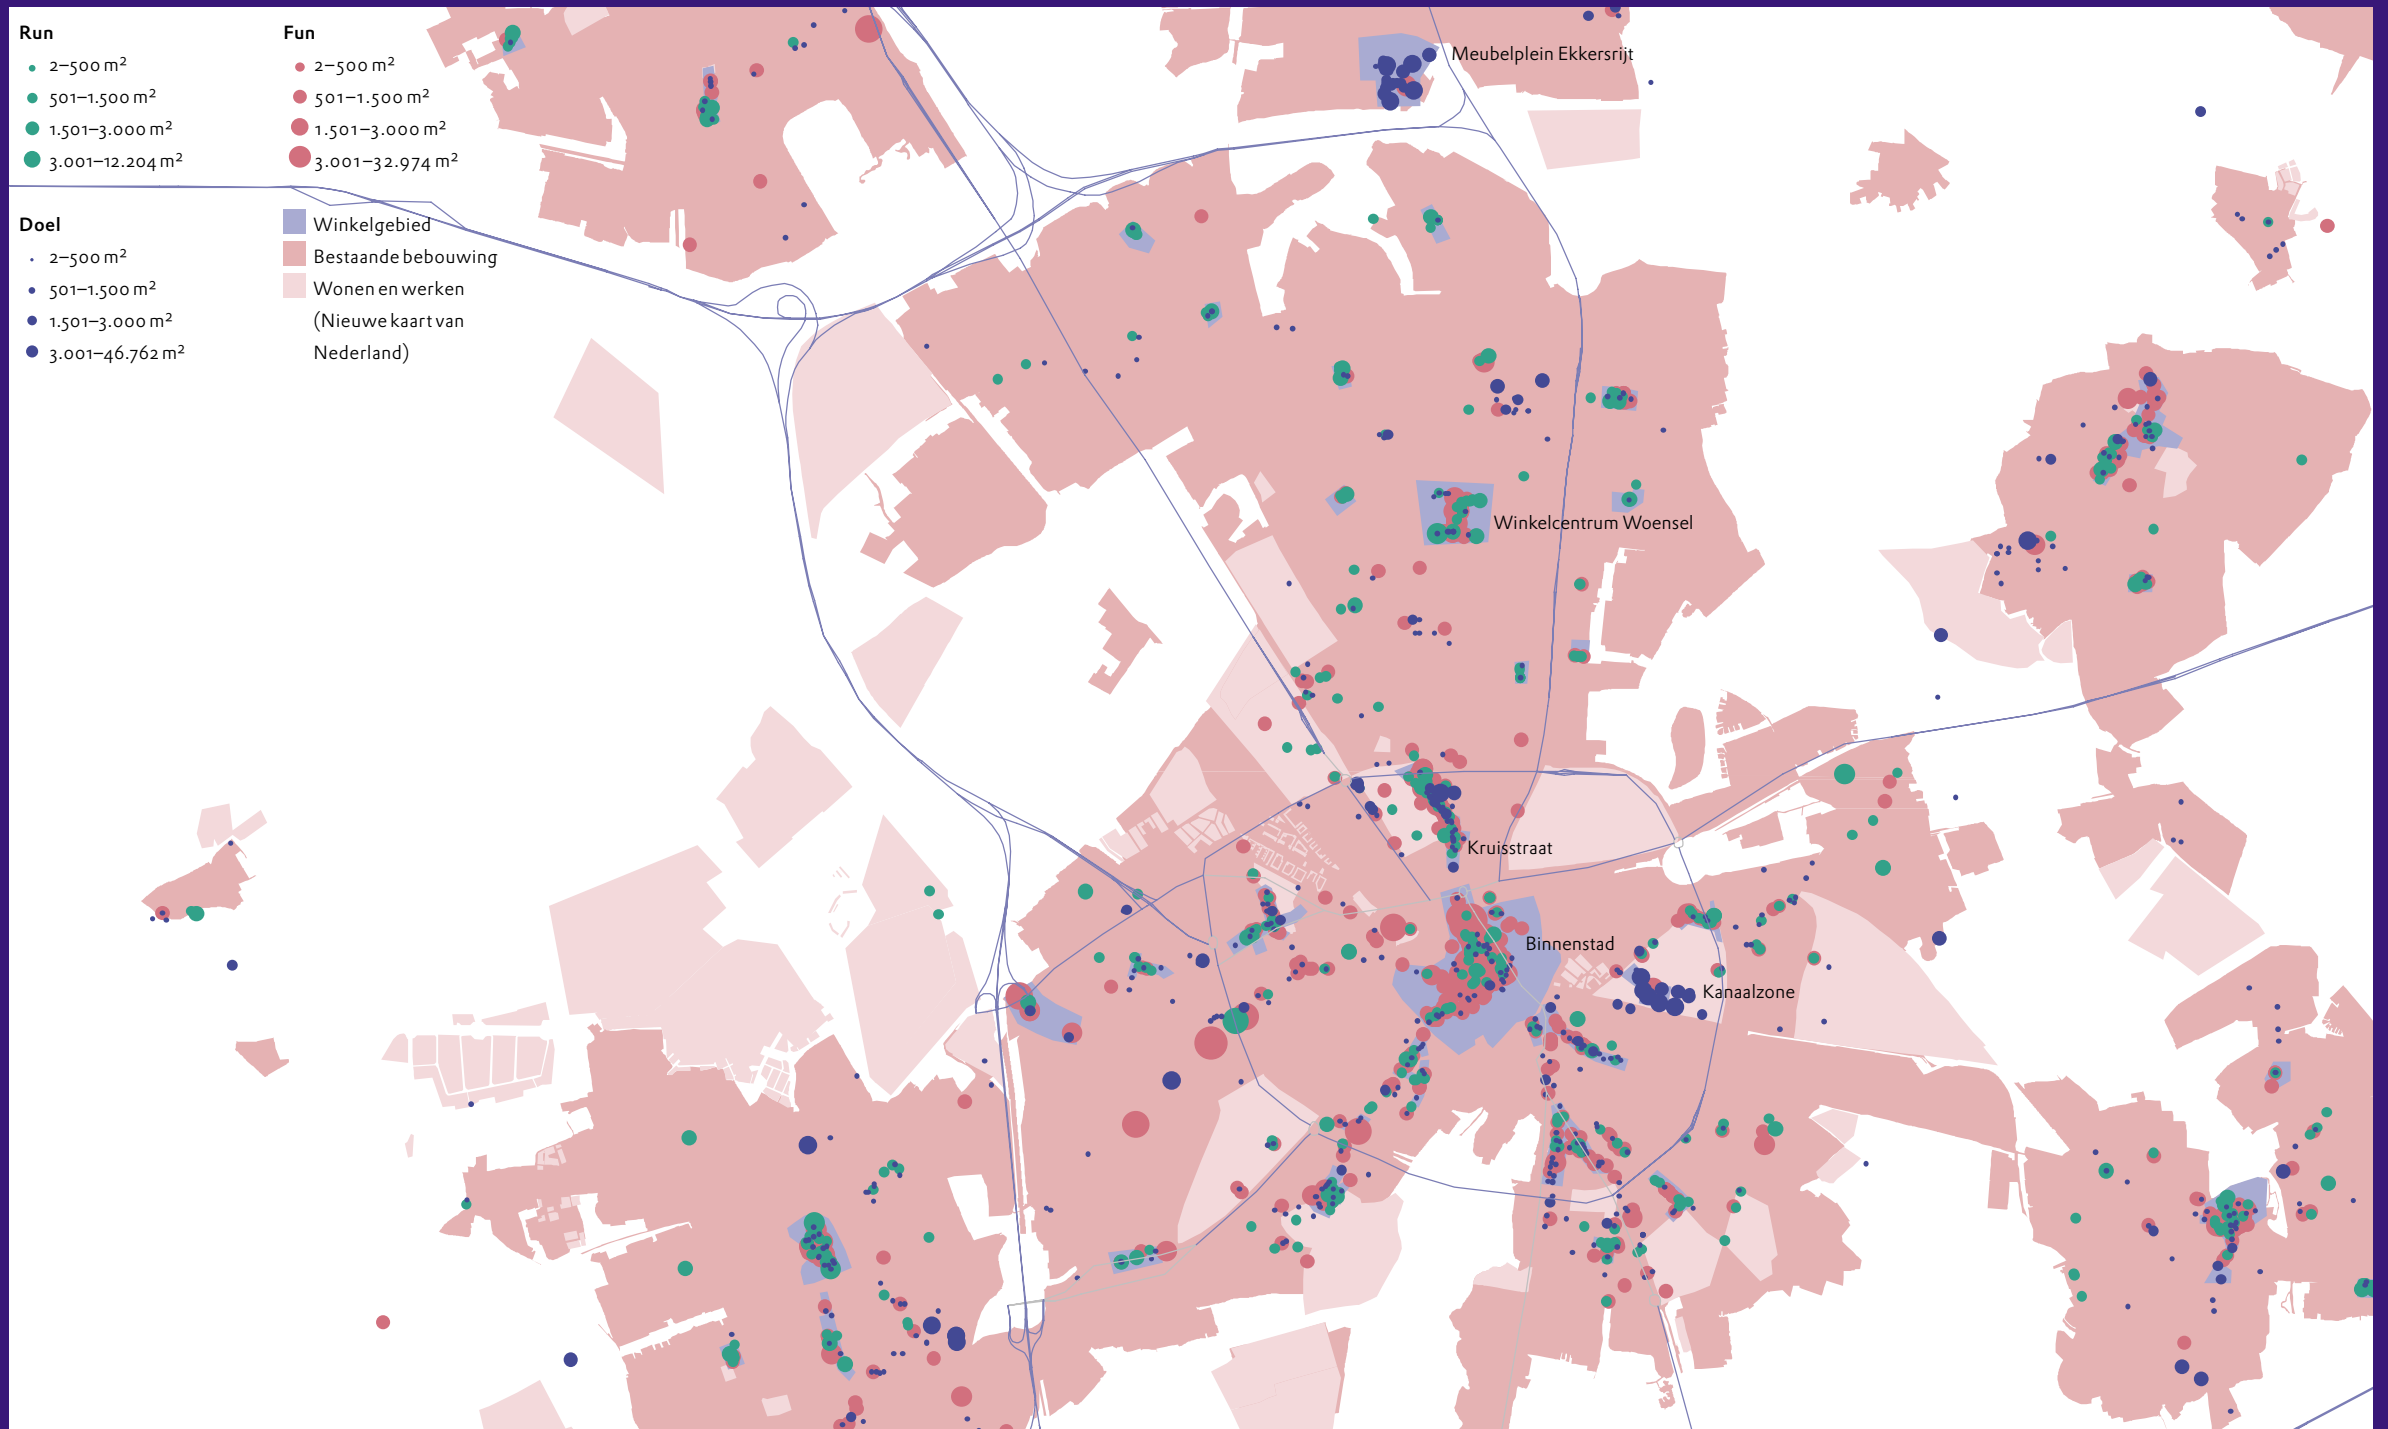 Run
2–500 m²
501–1.500 m²
1.501–3.000 m²
3.001–12.204 m²
Fun
2–500 m²
501–1.500 m²
1.501–3.000 m²
3.001–32.974 m²
Doel
2–500 m²
501–1.500 m²
1.501–3.000 m²
3.001–46.762 m²
Winkelgebied
Bestaande bebouwing
Wonen en werken
(Nieuwe kaart van
Nederland)
Meubelplein Ekkersrijt
Winkelcentrum Woensel
Kruisstraat
Binnenstad
Kanaalzone